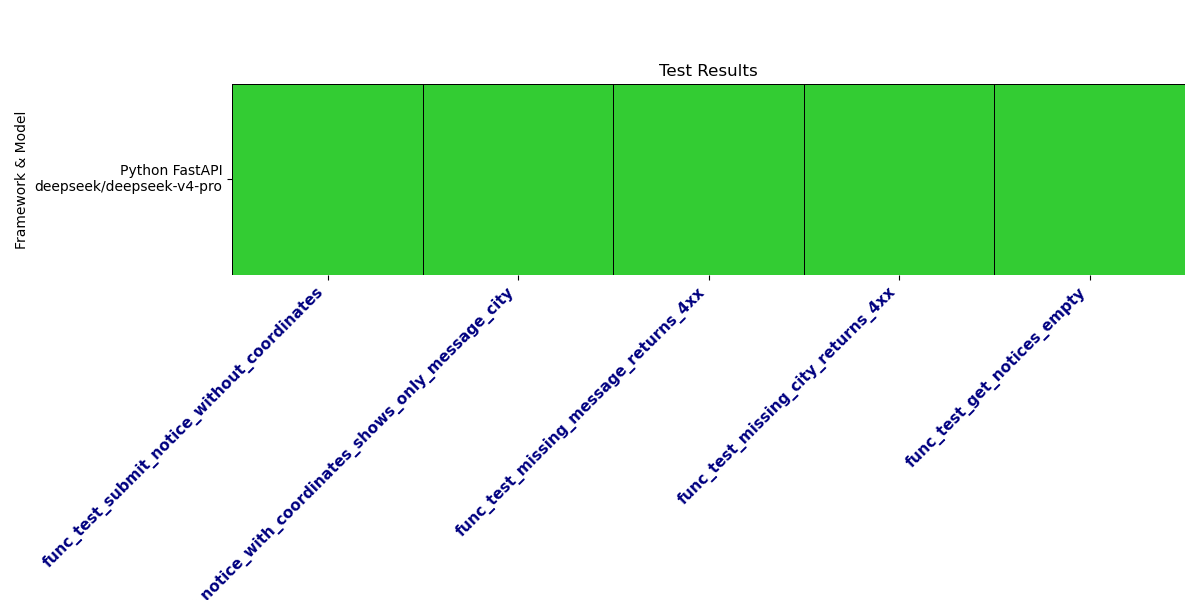 Test Results
Framework & Model
Python FastAPI
deepseek/deepseek-v4-pro
func_test_submit_notice_without_coordinates
notice_with_coordinates_shows_only_message_city
func_test_missing_message_returns_4xx
func_test_missing_city_returns_4xx
func_test_get_notices_empty